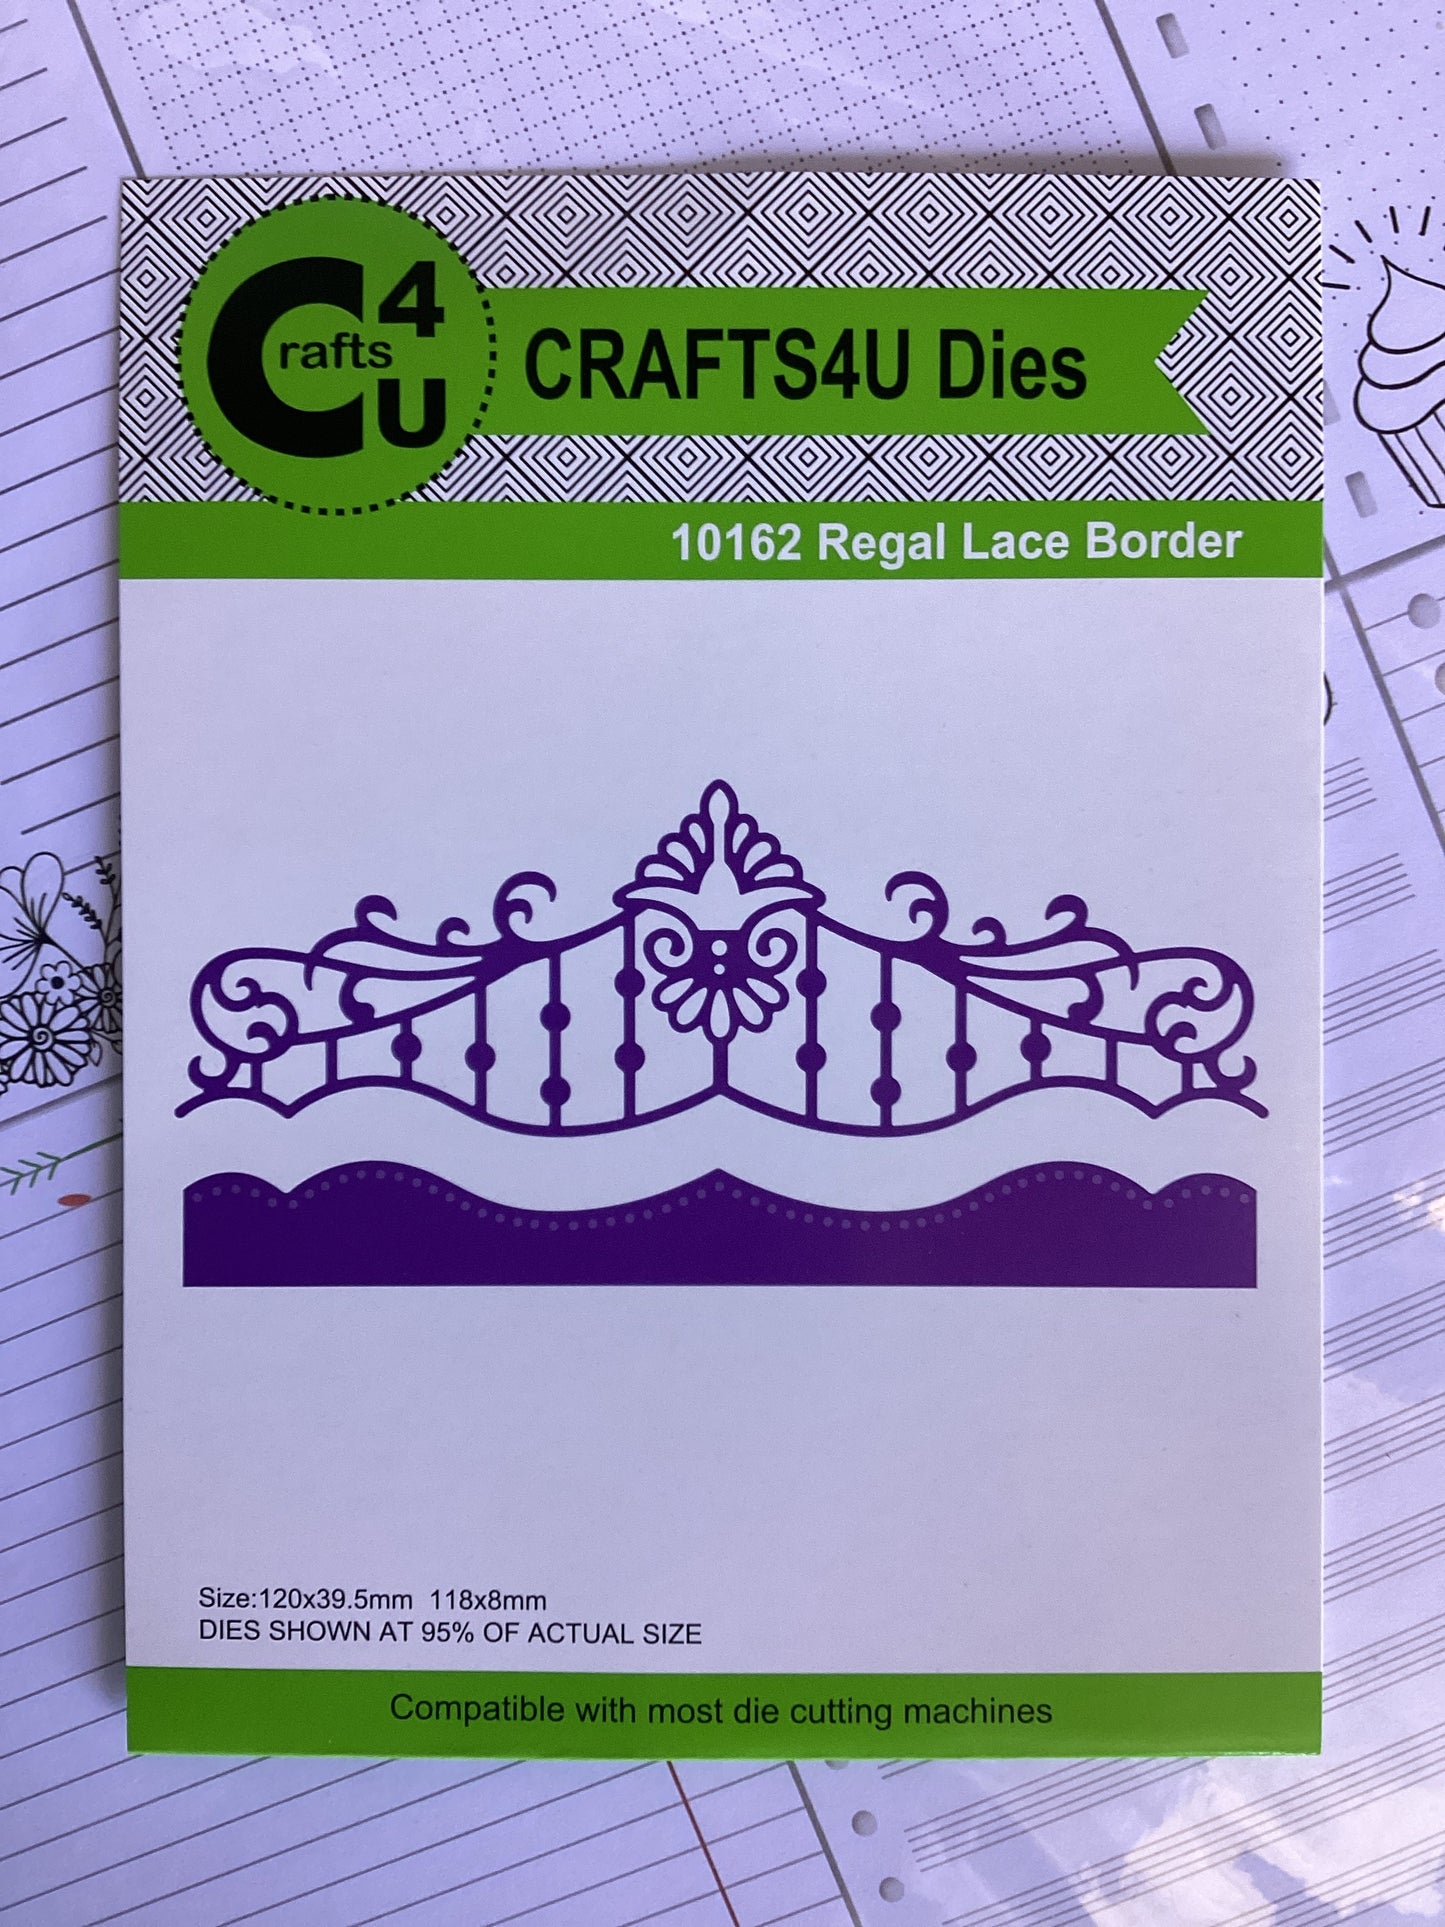 Crafts 4 U
CRAFTS4U Dies
10162 Regal Lace Border
Size:120x39.5mm 118x8mm
DIES SHOWN AT 95% OF ACTUAL SIZE
Compatible with most die cutting machines